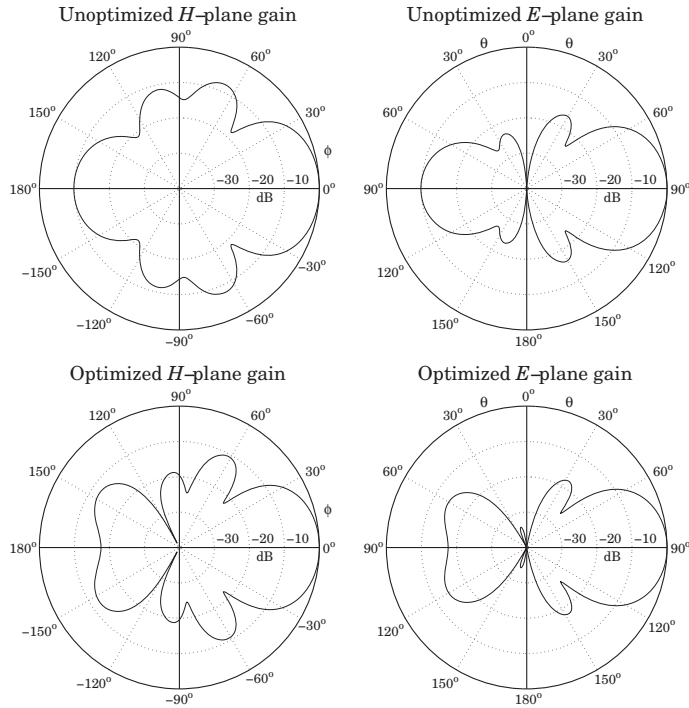 Unoptimized H–plane gain
90°
120° 60°
150° 30°
ϕ
180° −30 −20 −10 0°
dB
−150° −30°
−120° −60°
−90°
Unoptimized E–plane gain
0°
θ θ
30° 30°
60° 60°
90° −30 −20 −10 90°
dB
120° 120°
150° 150°
180°
Optimized H–plane gain
90°
120° 60°
150° 30°
ϕ
180° −30 −20 −10 0°
dB
−150° −30°
−120° −60°
−90°
Optimized E–plane gain
0°
θ θ
30° 30°
60° 60°
90° −30 −20 −10 90°
dB
120° 120°
150° 150°
180°